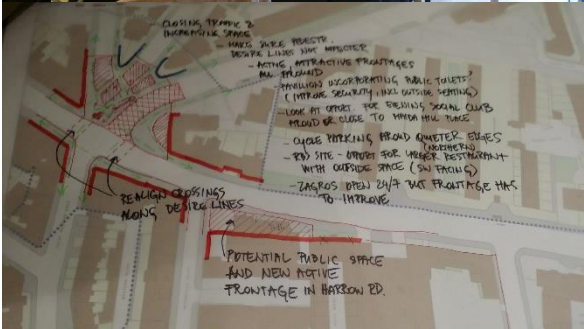 CLOSING TRAFFIC &
INCREASING SPACE
- MAKE SURE PEDESTR.
DESIRE LINES NOT AFFECTED
- ACTIVE, ATTRACTIVE FRONTAGES
ALL AROUND
- PAVILION INCORPORATING PUBLIC TOILETS
(IMPROVE SECURITY, INCL OUTSIDE SEATING)
- LOOK AT OPPORT. FOR EVENING SOCIAL CLUB
AROUND OR CLOSE TO MAIDA HILL PLACE
- CYCLE PARKING AROUND QUIETER EDGES
(NORTHERN)
- SITE - OPPORT FOR LARGER RESTAURANT
WITH OUTSIDE SPACE (SW FACING)
- ZAGROS OPEN 24/7 BUT FRONTAGE HAS
TO IMPROVE
REALIGN CROSSINGS
ALONG DESIRE LINES
POTENTIAL PUBLIC SPACE
AND NEW ACTIVE
FRONTAGE IN HARROW RD.